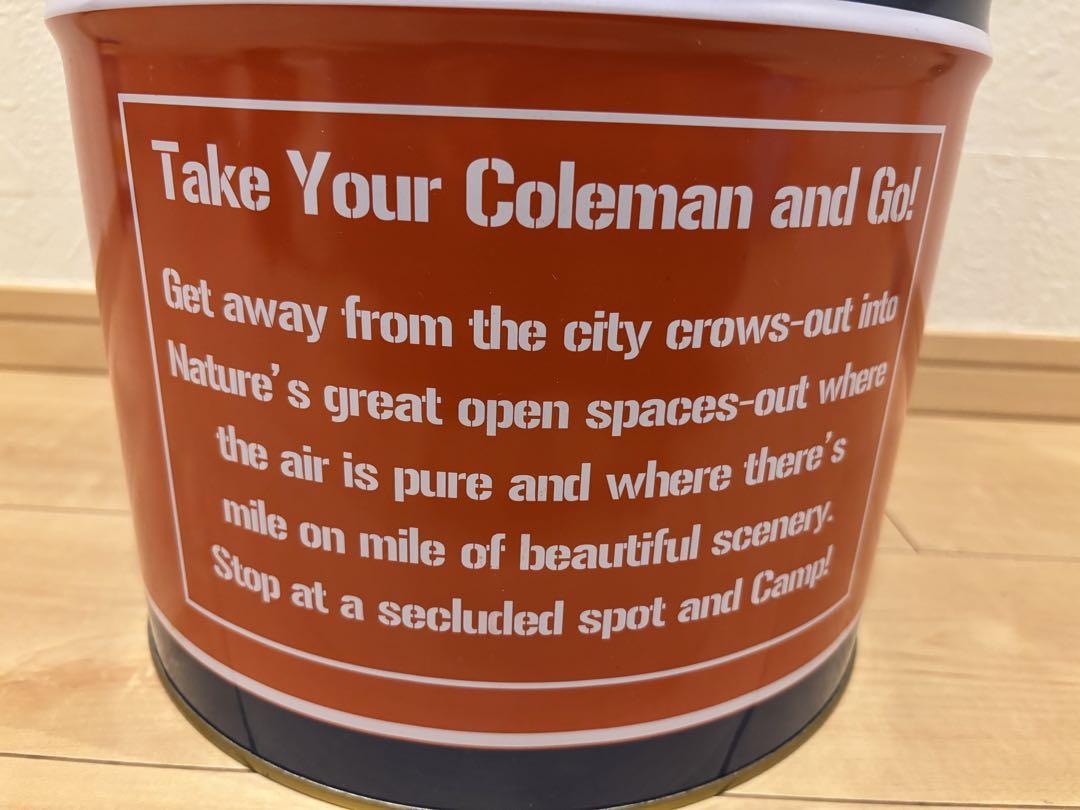 Take Your Coleman and Go!
Get away from the city crows-out into
Nature's great open spaces-out where
the air is pure and where there's
mile on mile of beautiful scenery.
Stop at a secluded spot and Camp!